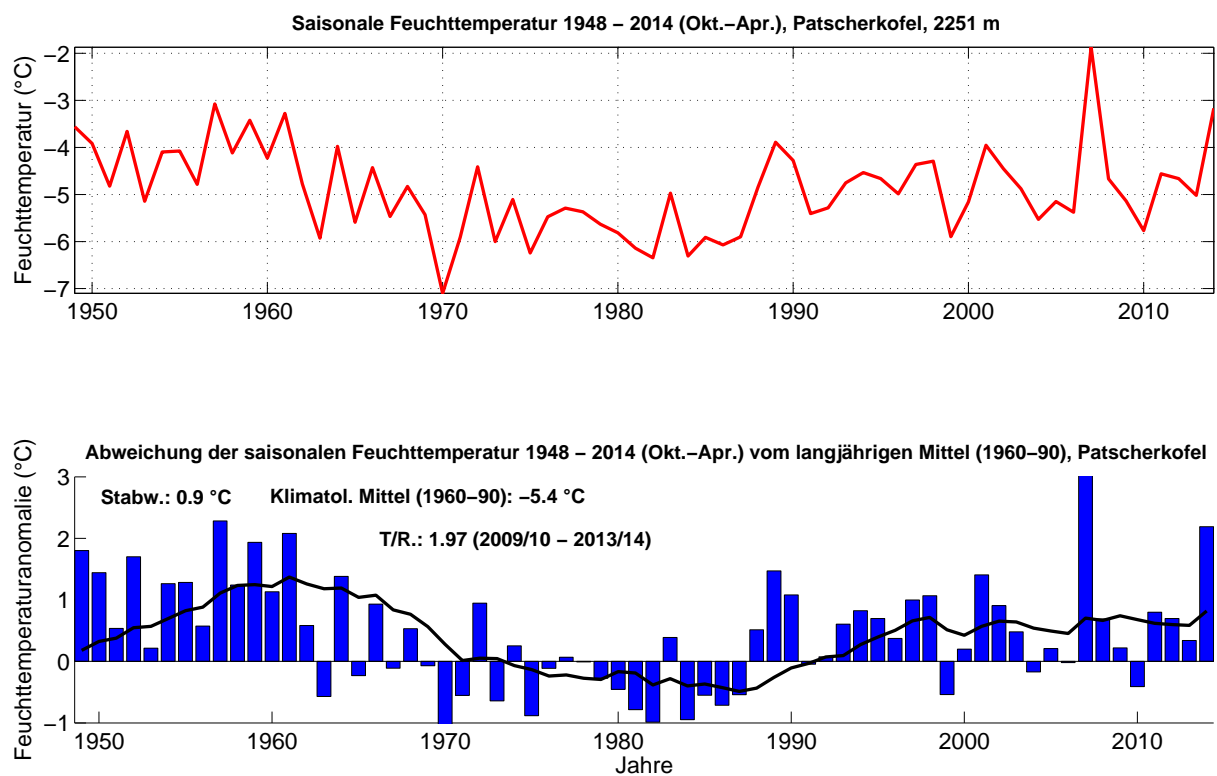 Saisonale Feuchttemperatur 1948 − 2014 (Okt.−Apr.), Patscherkofel, 2251 m
Feuchttemperatur (°C)
−2
−3
−4
−5
−6
−7
1950 1960 1970 1980 1990 2000 2010
Abweichung der saisonalen Feuchttemperatur 1948 − 2014 (Okt.−Apr.) vom langjährigen Mittel (1960−90), Patscherkofel
Feuchttemperaturanomalie (°C)
3
2
1
0
−1
Stabw.: 0.9 °C Klimatol. Mittel (1960−90): −5.4 °C
T/R.: 1.97 (2009/10 − 2013/14)
1950 1960 1970 1980 1990 2000 2010
Jahre